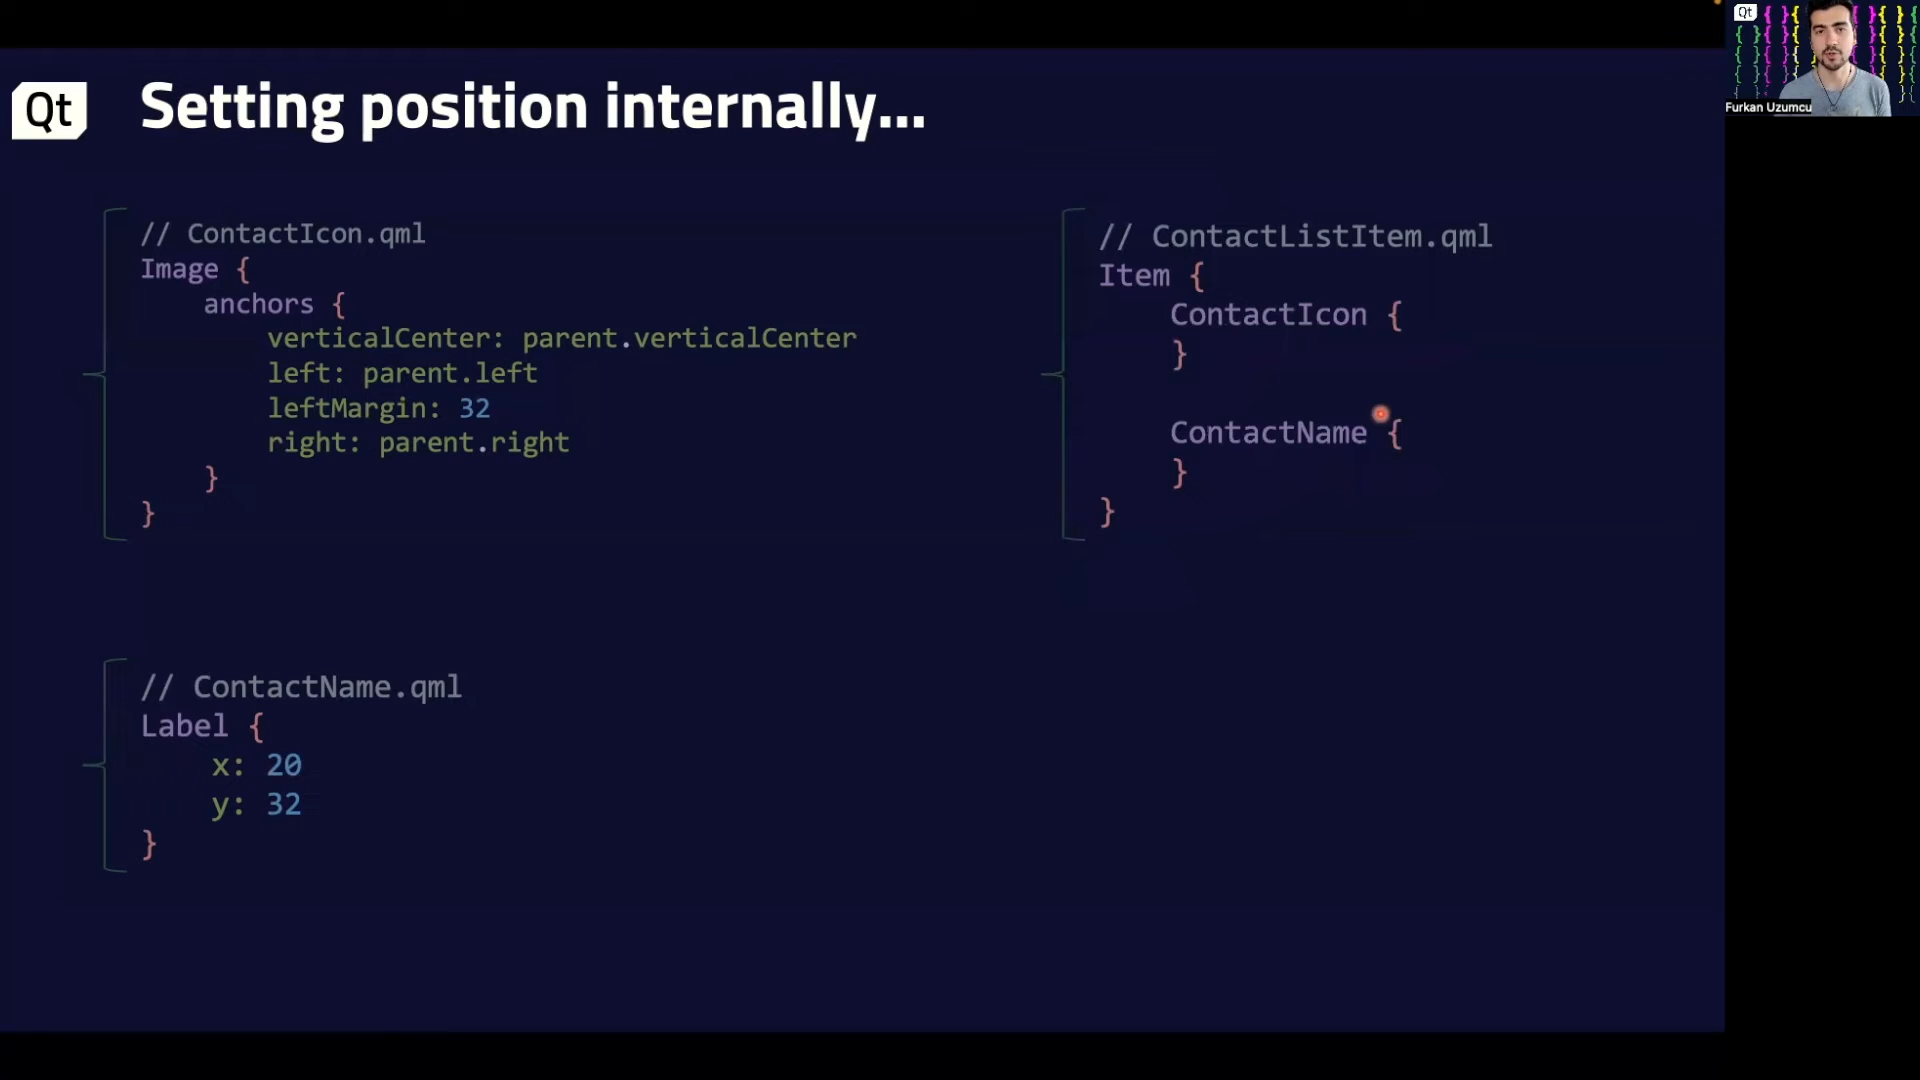 Qt
Setting position internally...
// ContactIcon.qml
Image {
anchors {
verticalCenter: parent.verticalCenter
left: parent.left
leftMargin: 32
right: parent.right
}
}
// ContactListItem.qml
Item {
ContactIcon {
}
ContactName {
}
}
// ContactName.qml
Label {
x: 20
y: 32
}
Qt
Furkan Uzumcu